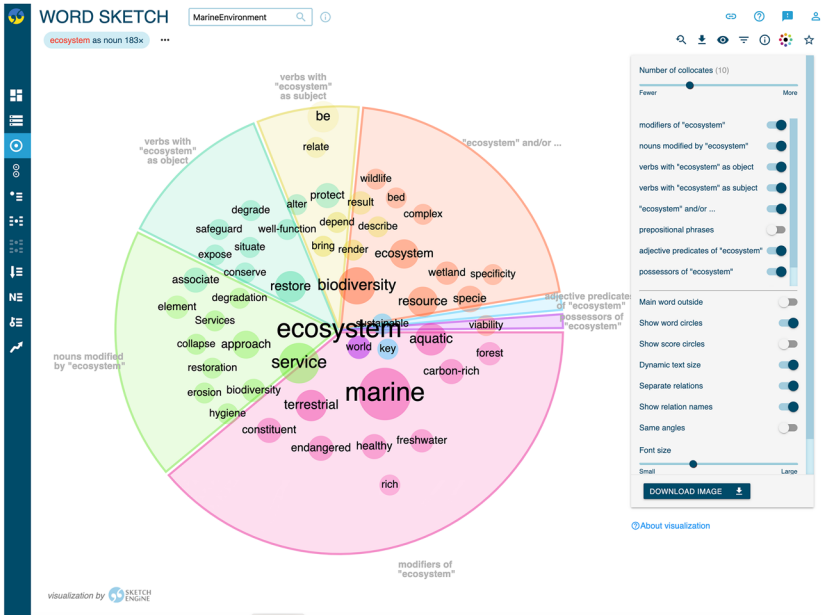 WORD SKETCH
MarineEnvironment
ecosystem as noun 183×
verbs with
"ecosystem"
as subject
be
relate
verbs with
"ecosystem"
as object
"ecosystem" and/or ...
wildlife
protect
bed
alter
result
degrade
complex
depend
describe
safeguard
well-function
situate
bring
render
ecosystem
expose
conserve
wetland
specificity
associate
restore
biodiversity
degradation
resource
specie
element
adjective predicates
of "ecosystem"
Services
sustainable
possessors of
"ecosystem"
viability
ecosystem
collapse
approach
world
key
aquatic
forest
nouns modified
by "ecosystem"
service
restoration
carbon-rich
erosion
biodiversity
marine
hygiene
terrestrial
constituent
endangered
healthy
freshwater
rich
modifiers of
"ecosystem"
visualization by
SKETCH
ENGINE
Number of collocates (10)
Fewer
More
modifiers of "ecosystem"
nouns modified by "ecosystem"
verbs with "ecosystem" as object
verbs with "ecosystem" as subject
"ecosystem" and/or ...
prepositional phrases
adjective predicates of "ecosystem"
possessors of "ecosystem"
Main word outside
Show word circles
Show score circles
Dynamic text size
Separate relations
Show relation names
Same angles
Font size
Small
Large
DOWNLOAD IMAGE
About visualization